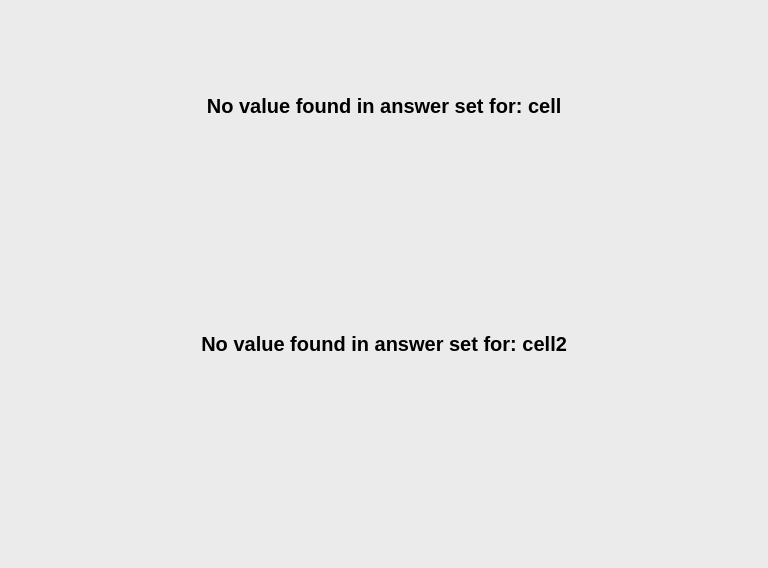 No value found in answer set for: cell
No value found in answer set for: cell2